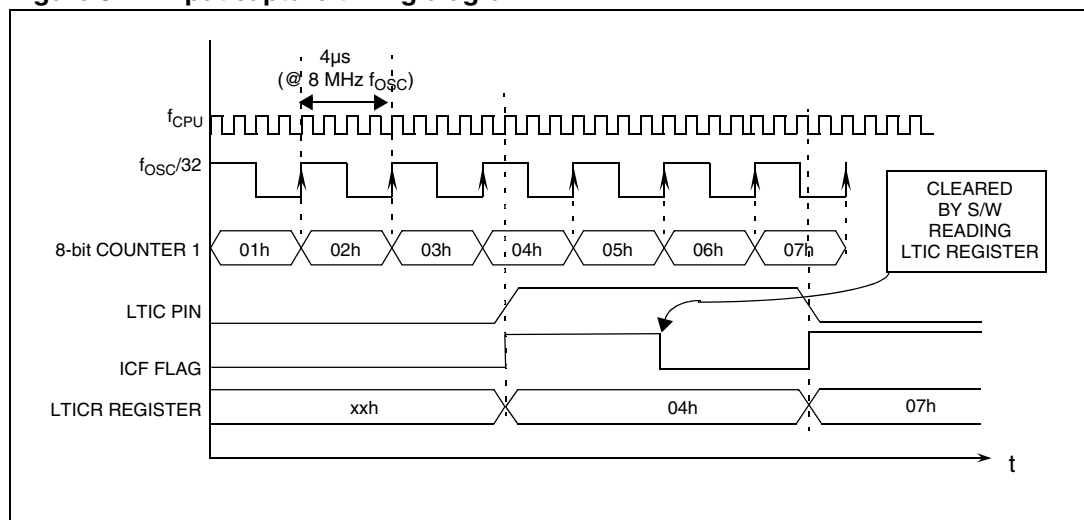 4µs
(@ 8 MHz fOSC)
fCPU
fOSC/32
CLEARED
BY S/W
READING
LTIC REGISTER
8-bit COUNTER 1
01h
02h
03h
04h
05h
06h
07h
LTIC PIN
ICF FLAG
LTICR REGISTER
xxh
04h
07h
t